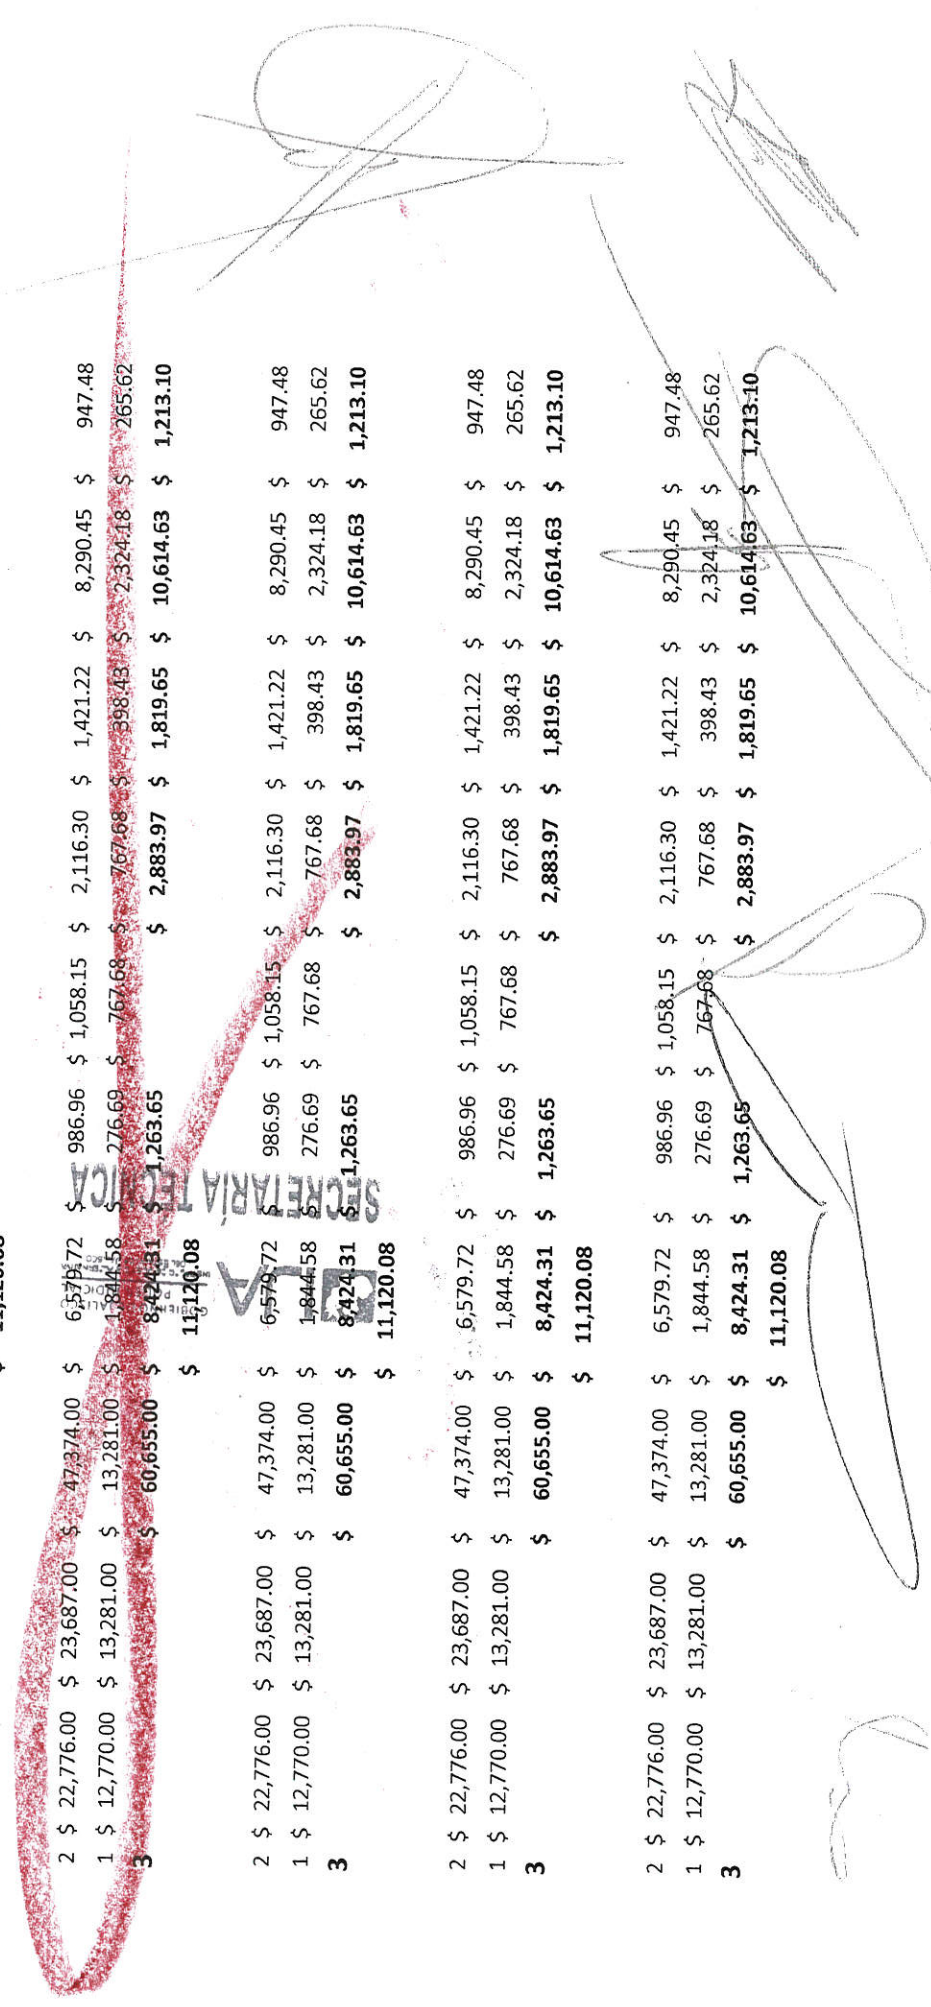 2 $ 22,776.00 $ 23,687.00 $ 47,374.00 $ 6,579.72 $ 986.96 $ 1,058.15 $ 2,116.30 $ 1,421.22 $ 8,290.45 $ 947.48
1 $ 12,770.00 $ 13,281.00 $ 13,281.00 $ 1,844.58 $ 276.69 $ 767.68 $ 767.68 $ 398.43 $ 2,324.18 $ 265.62
3 $ 60,655.00 $ 8,424.31 $ 1,263.65 $ 2,883.97 $ 1,819.65 $ 10,614.63 $ 1,213.10
$ 11,120.08
SECRETARÍA TÉCNICA
2 $ 22,776.00 $ 23,687.00 $ 47,374.00 $ 6,579.72 $ 986.96 $ 1,058.15 $ 2,116.30 $ 1,421.22 $ 8,290.45 $ 947.48
1 $ 12,770.00 $ 13,281.00 $ 13,281.00 $ 1,844.58 $ 276.69 $ 767.68 $ 767.68 $ 398.43 $ 2,324.18 $ 265.62
3 $ 60,655.00 $ 8,424.31 $ 1,263.65 $ 2,883.97 $ 1,819.65 $ 10,614.63 $ 1,213.10
$ 11,120.08
2 $ 22,776.00 $ 23,687.00 $ 47,374.00 $ 6,579.72 $ 986.96 $ 1,058.15 $ 2,116.30 $ 1,421.22 $ 8,290.45 $ 947.48
1 $ 12,770.00 $ 13,281.00 $ 13,281.00 $ 1,844.58 $ 276.69 $ 767.68 $ 767.68 $ 398.43 $ 2,324.18 $ 265.62
3 $ 60,655.00 $ 8,424.31 $ 1,263.65 $ 2,883.97 $ 1,819.65 $ 10,614.63 $ 1,213.10
$ 11,120.08
2 $ 22,776.00 $ 23,687.00 $ 47,374.00 $ 6,579.72 $ 986.96 $ 1,058.15 $ 2,116.30 $ 1,421.22 $ 8,290.45 $ 947.48
1 $ 12,770.00 $ 13,281.00 $ 13,281.00 $ 1,844.58 $ 276.69 $ 767.68 $ 767.68 $ 398.43 $ 2,324.18 $ 265.62
3 $ 60,655.00 $ 8,424.31 $ 1,263.65 $ 2,883.97 $ 1,819.65 $ 10,614.63 $ 1,213.10
$ 11,120.08